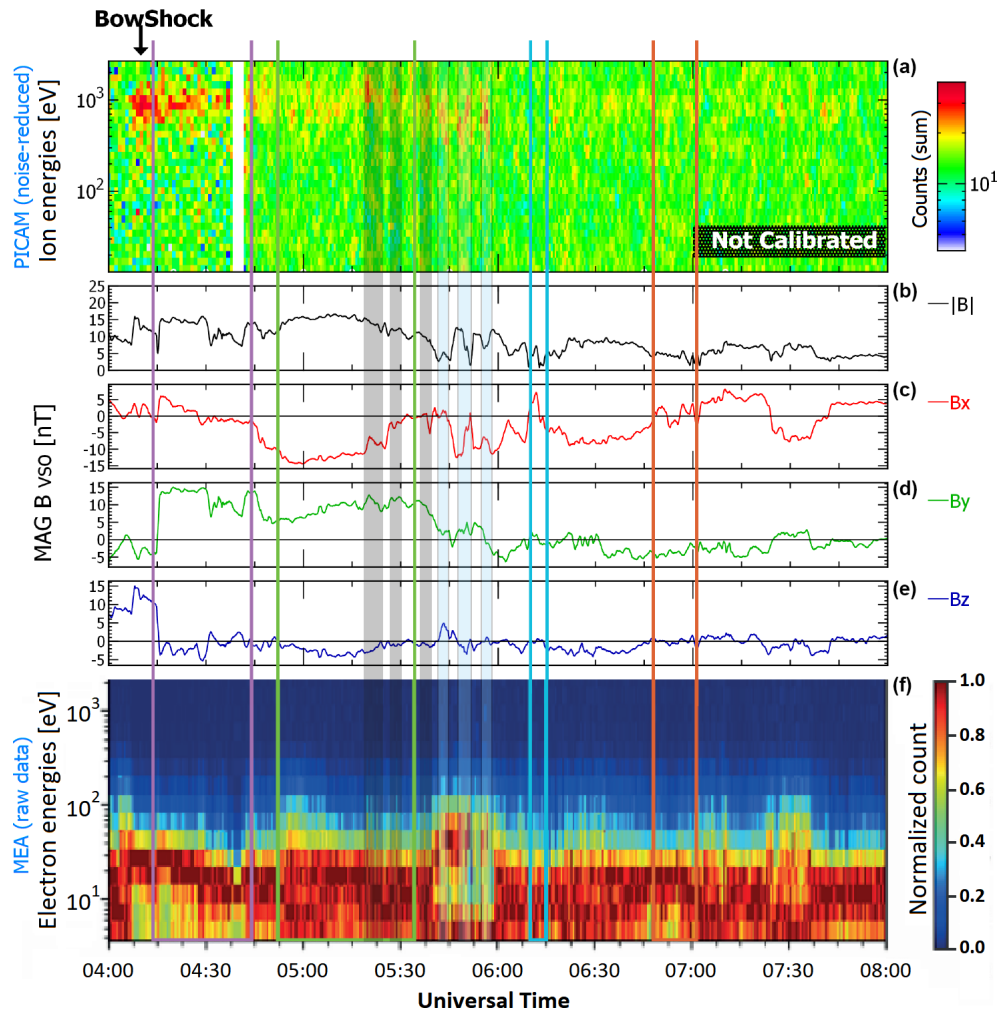 BowShock
(a)
PICAM (noise-reduced)
Ion energies [eV]
10³
10²
Not Calibrated
Counts (sum)
10¹
(b)
25
20
15
10
5
0
|B|
MAG B vso [nT]
(c)
5
0
-5
-10
-15
Bx
(d)
15
10
5
0
-5
By
(e)
15
10
5
0
-5
Bz
(f)
MEA (raw data)
Electron energies [eV]
10³
10²
10¹
Normalized count
1.0
0.8
0.6
0.4
0.2
0.0
04:00 04:30 05:00 05:30 06:00 06:30 07:00 07:30 08:00
Universal Time